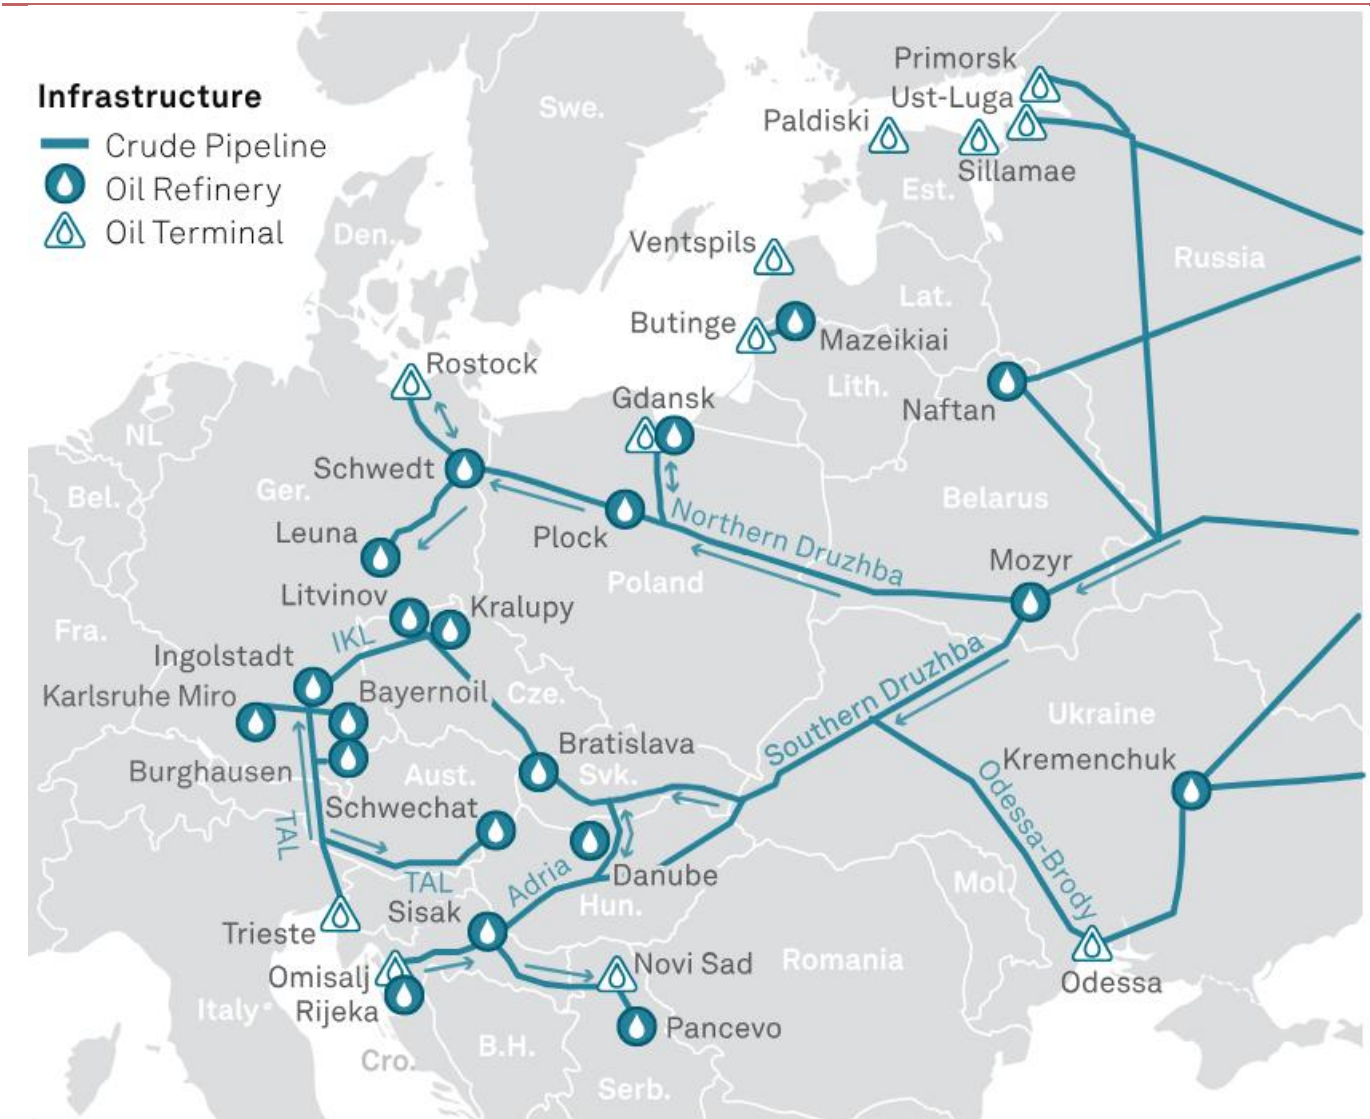 Infrastructure
Crude Pipeline
Oil Refinery
Oil Terminal
Primorsk
Ust-Luga
Paldiski
Sillamae
Swe.
Est.
Den.
Ventspils
Russia
Lat.
Butinge
Mazeikiai
Rostock
Lith.
Gdansk
Naftan
NL
Schwedt
Bel.
Ger.
Belarus
Northern Druzhba
Leuna
Plock
Mozyr
Poland
Litvinov
Kralupy
Fra.
IKL
Ingolstadt
Southern Druzhba
Karlsruhe Miro
Bayernoil
Cze.
Ukraine
Bratislava
Kremenchuk
Burghausen
Aust.
Svk.
Schwechat
Odessa-Brody
TAL
TAL
Adria
Danube
Mol.
Sisak
Hun.
Trieste
Omisalj
Novi Sad
Romania
Odessa
Rijeka
Italy
Pancevo
B.H.
Cro.
Serb.